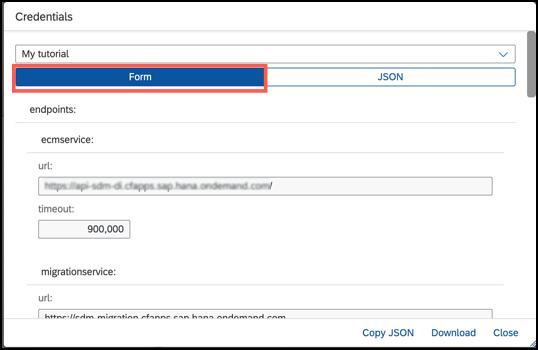 Credentials
My tutorial
Form JSON
endpoints:
ecmservice:
url:
https://api-sdm-di.cfapps.sap.hana.ondemand.com/
timeout:
900,000
migrationservice:
url:
https://sdm-migration.cfapps.sap.hana.ondemand.com
Copy JSON Download Close